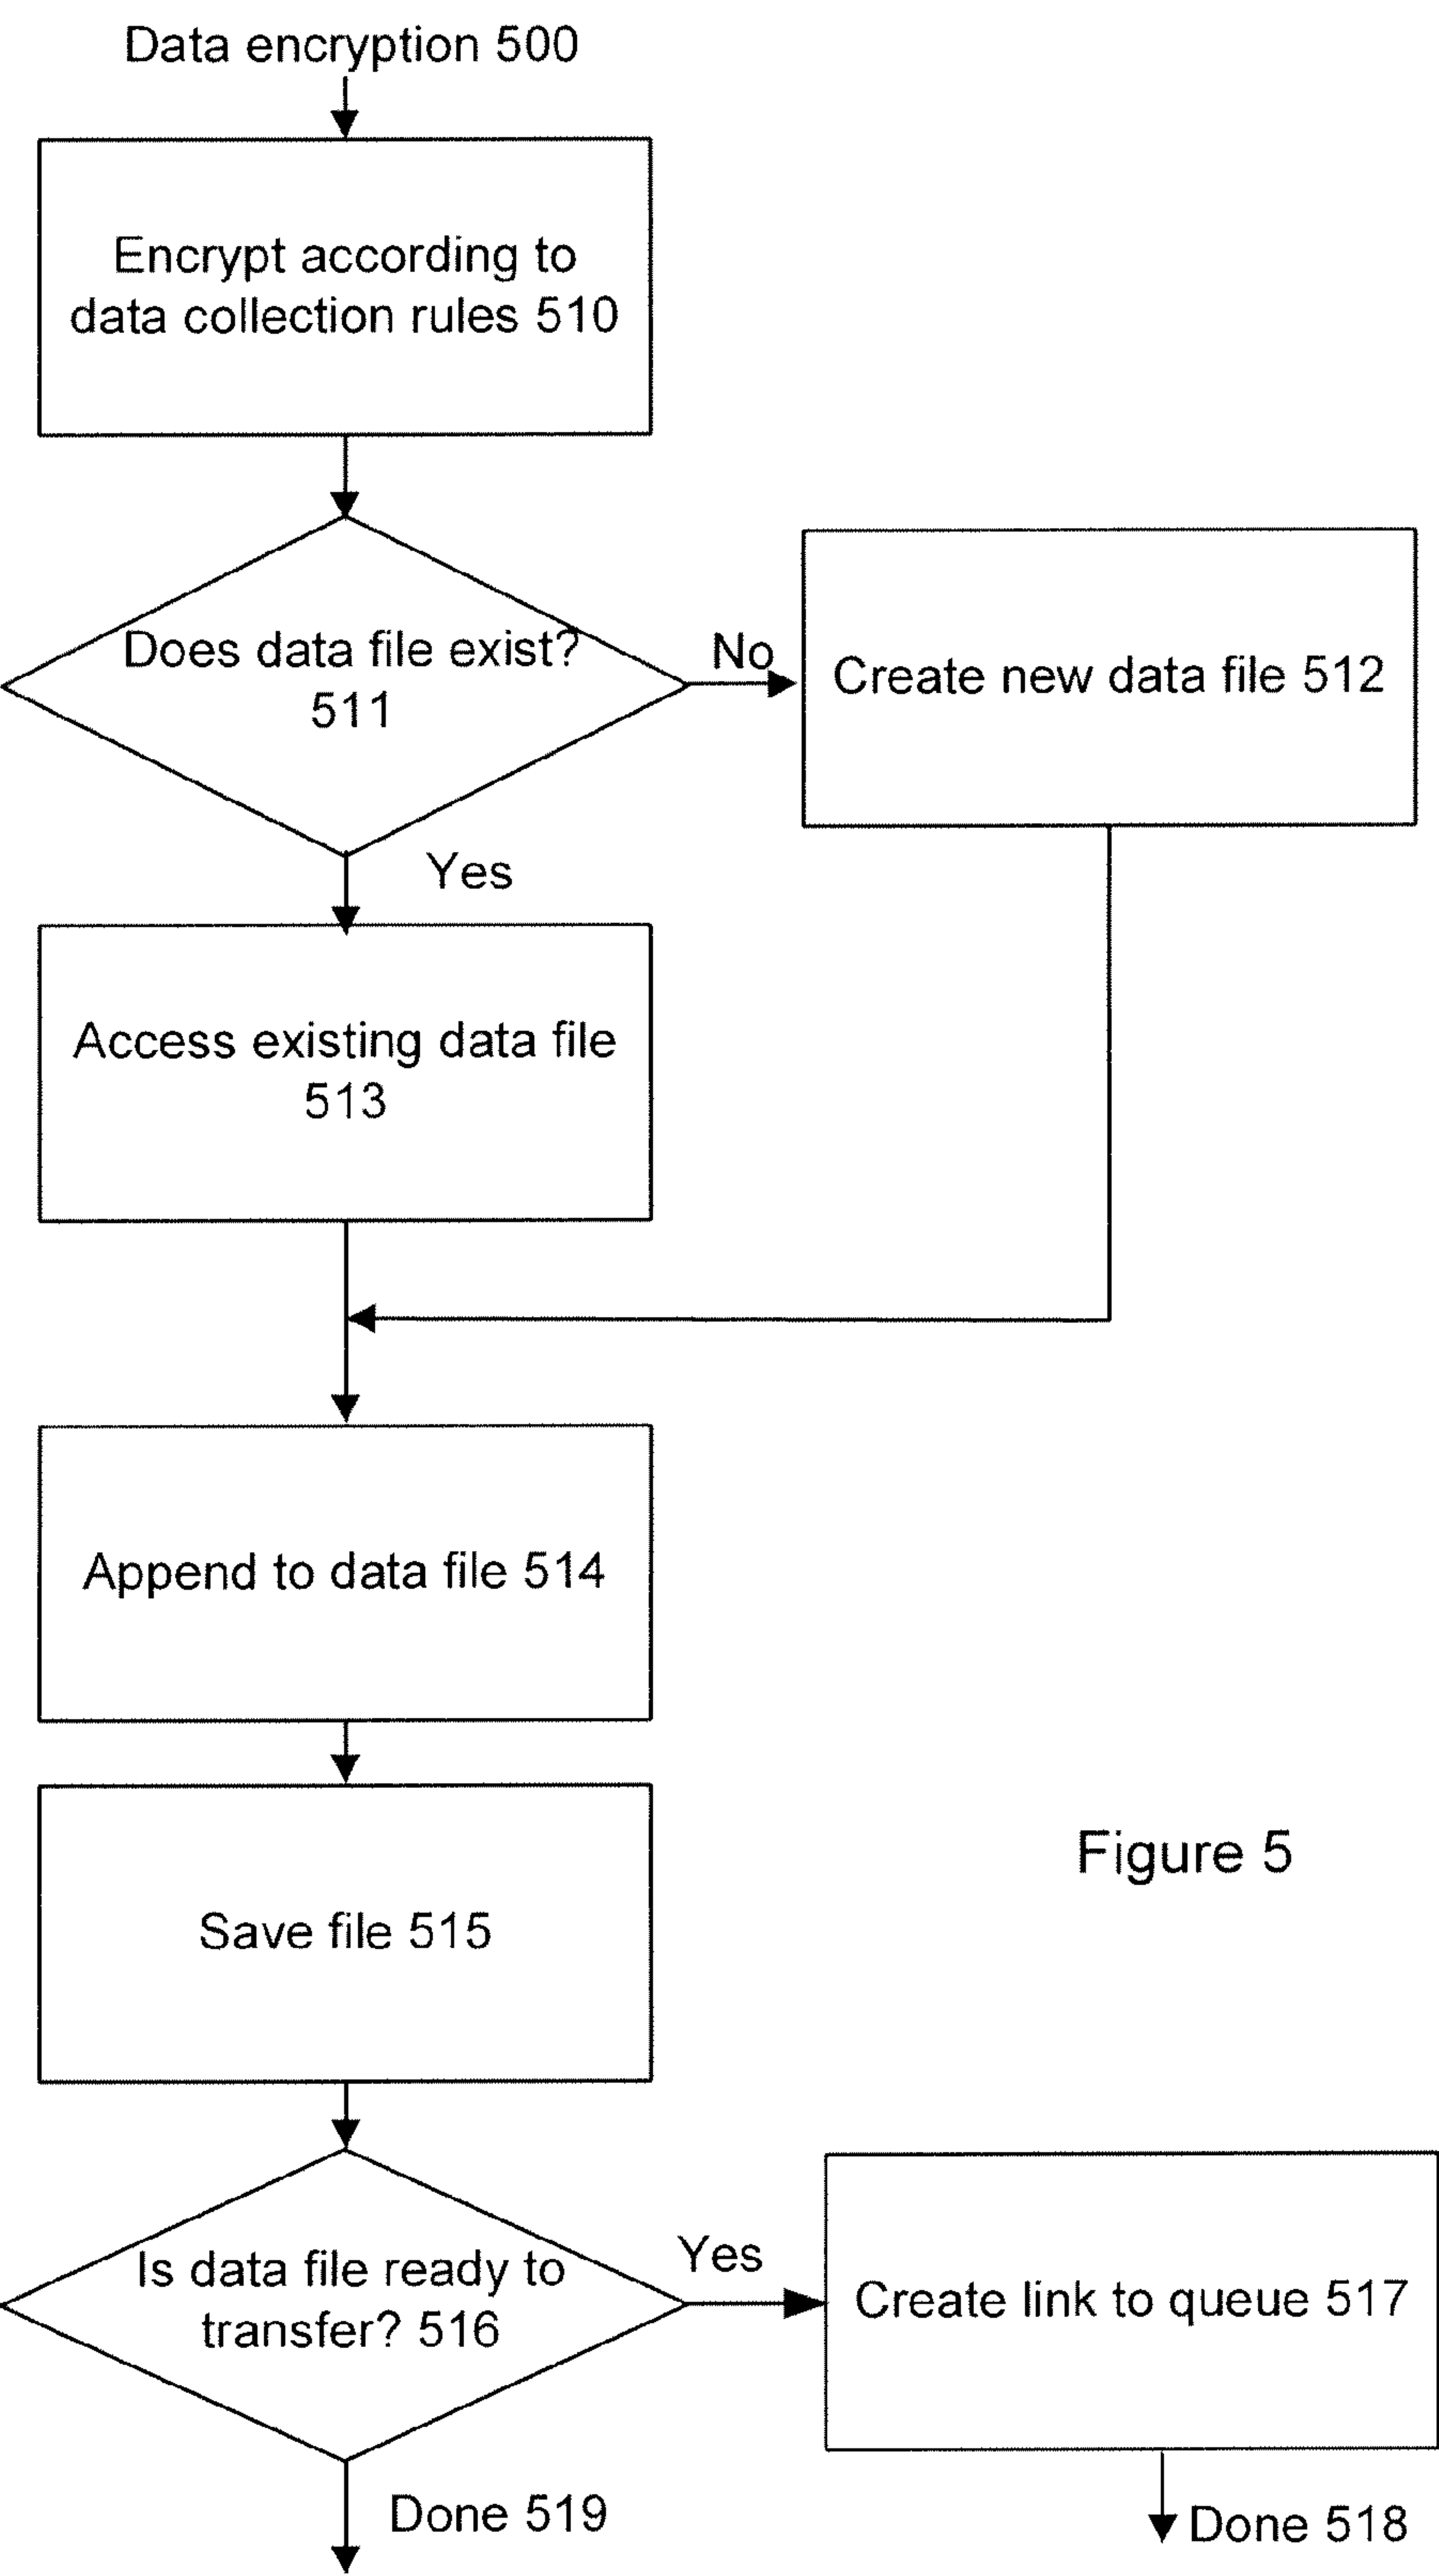 Data encryption 500
Encrypt according to
data collection rules 510
Does data file exist?
511
No
Create new data file 512
Yes
Access existing data file
513
Append to data file 514
Save file 515
Figure 5
Is data file ready to
transfer? 516
Yes
Create link to queue 517
Done 519
Done 518